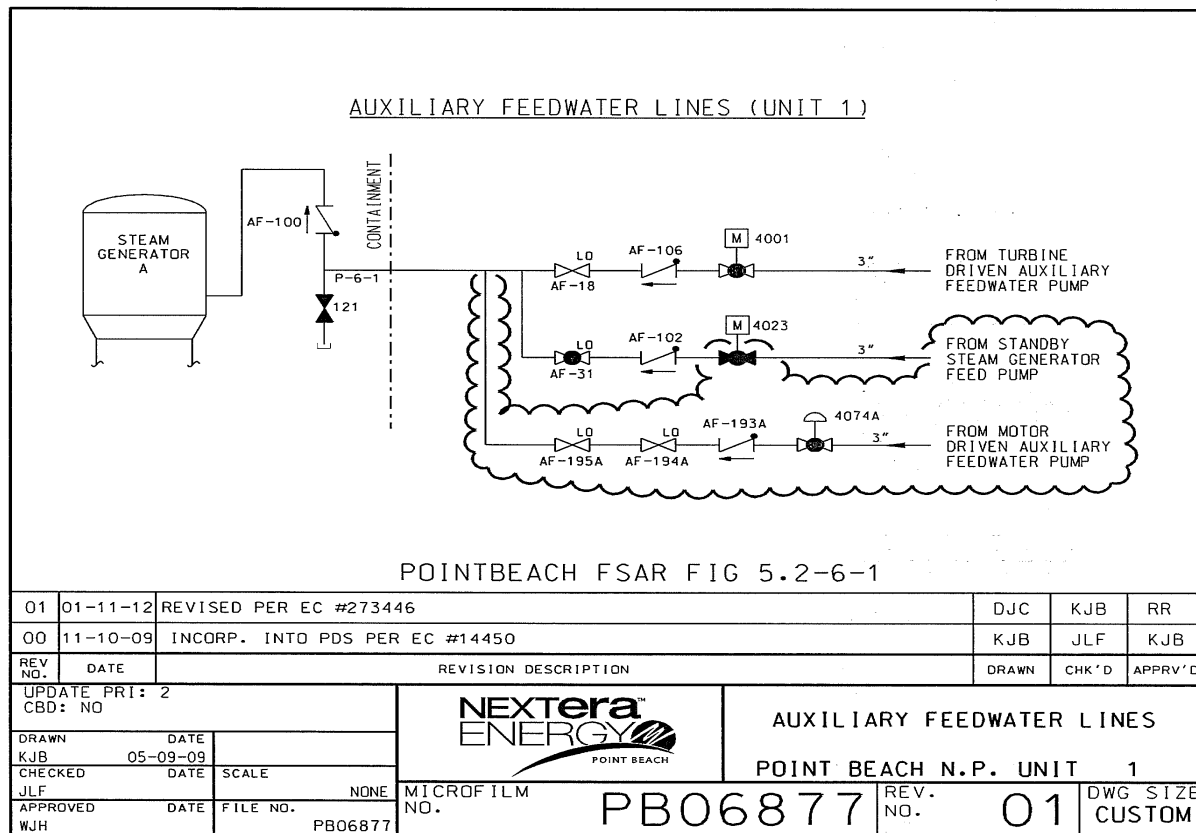 AUXILIARY FEEDWATER LINES (UNIT 1)
CONTAINMENT
AF-100
STEAM
GENERATOR
A
P-6-1
121
LO
AF-18
AF-106
M 4001
3"
FROM TURBINE
DRIVEN AUXILIARY
FEEDWATER PUMP
LO
AF-31
AF-102
M 4023
3"
FROM STANDBY
STEAM GENERATOR
FEED PUMP
LO
AF-195A
LO
AF-194A
AF-193A
4074A
3"
FROM MOTOR
DRIVEN AUXILIARY
FEEDWATER PUMP
POINTBEACH FSAR FIG 5.2-6-1
01 01-11-12 REVISED PER EC #273446 DJC KJB RR
00 11-10-09 INCORP. INTO PDS PER EC #14450 KJB JLF KJB
REV NO. DATE REVISION DESCRIPTION DRAWN CHK'D APPRV'D
UPDATE PRI: 2
CBD: NO
DRAWN DATE
KJB 05-09-09
CHECKED DATE SCALE
JLF NONE
APPROVED DATE FILE NO.
WJH PB06877
NEXTera™
ENERGY
POINT BEACH
AUXILIARY FEEDWATER LINES
POINT BEACH N.P. UNIT 1
MICROFILM
NO.
PB06877
REV.
NO.
01
DWG SIZE
CUSTOM